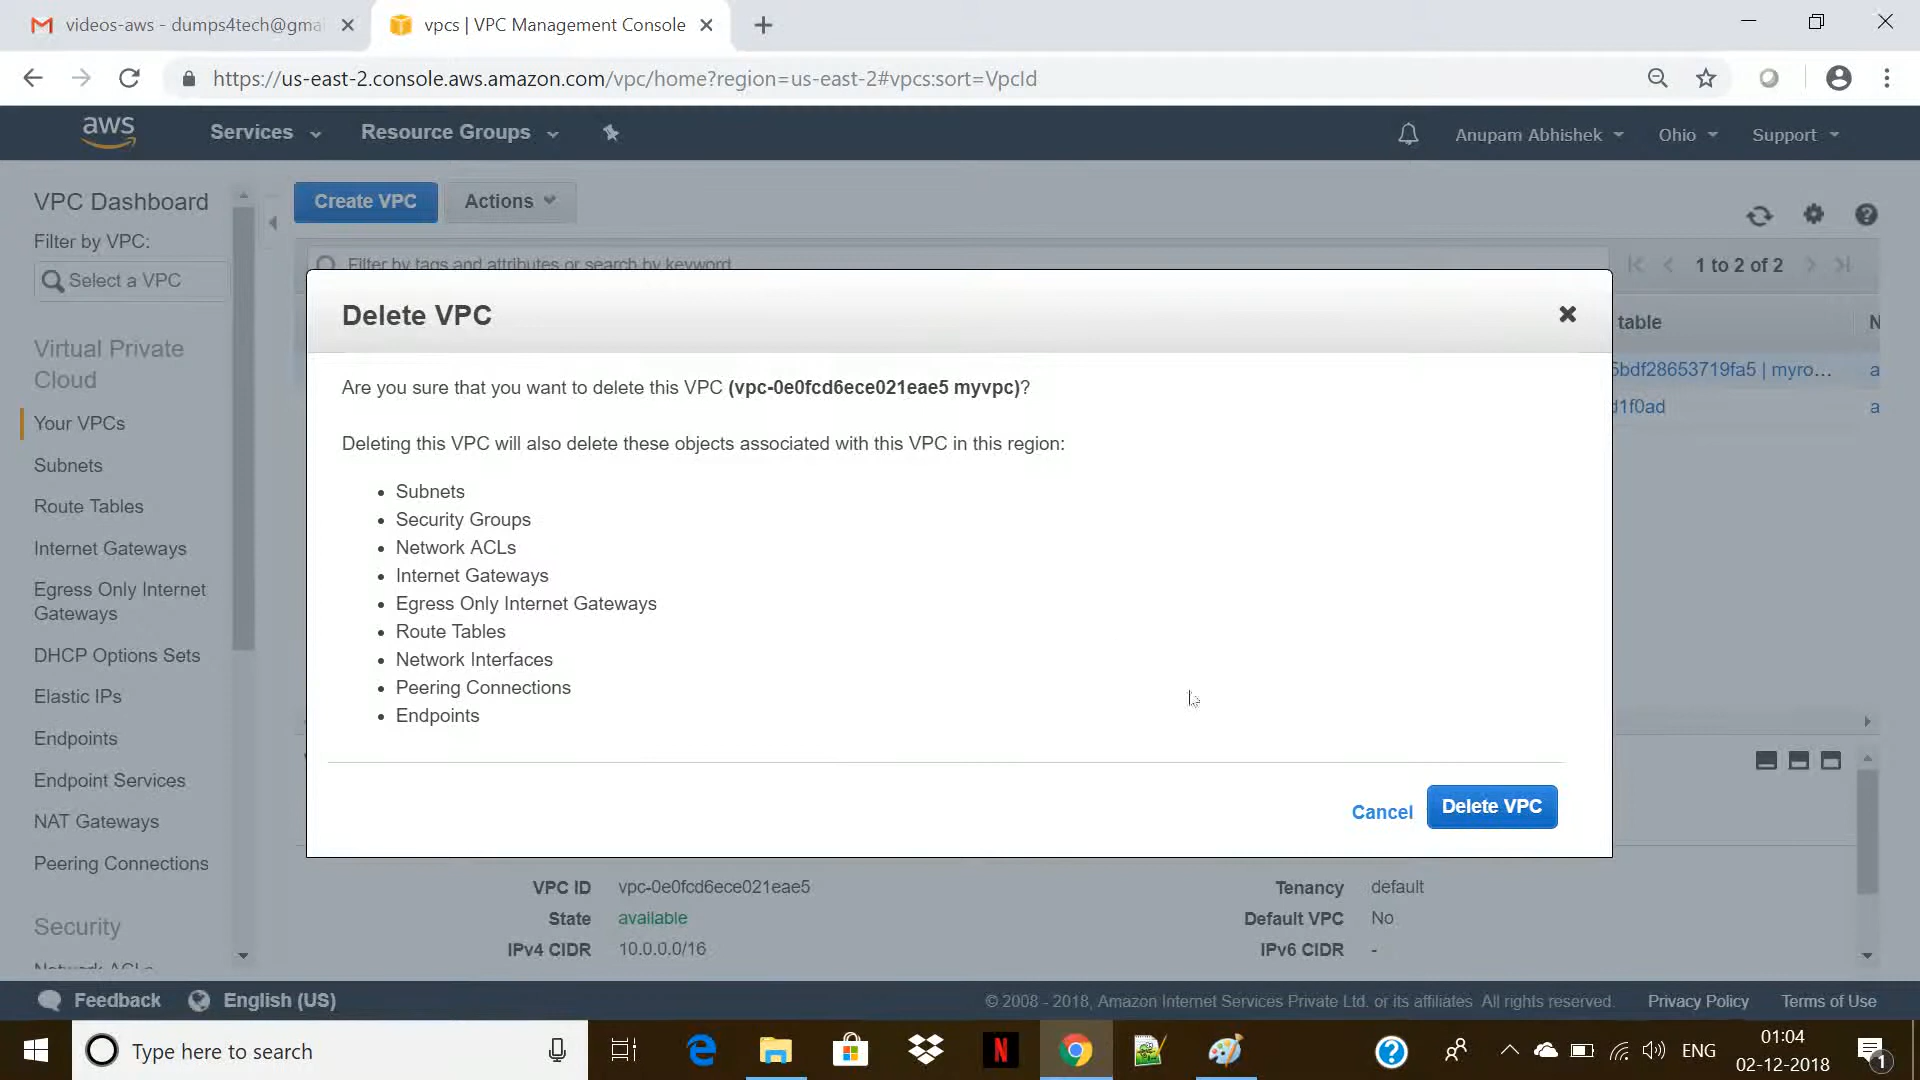 videos-aws - dumps4tech@gma
vpcs | VPC Management Console
https://us-east-2.console.aws.amazon.com/vpc/home?region=us-east-2#vpcs:sort=VpcId
aws
Services
Resource Groups
Anupam Abhishek
Ohio
Support
VPC Dashboard
Filter by VPC:
Select a VPC
Virtual Private
Cloud
Your VPCs
Subnets
Route Tables
Internet Gateways
Egress Only Internet
Gateways
DHCP Options Sets
Elastic IPs
Endpoints
Endpoint Services
NAT Gateways
Peering Connections
Security
Network ACLs
Create VPC
Actions
Filter by tags and attributes or search by keyword
1 to 2 of 2
table
N
5bdf28653719fa5 | myro...
a
d1f0ad
a
Delete VPC
Are you sure that you want to delete this VPC (vpc-0e0fcd6ece021eae5 myvpc)?
Deleting this VPC will also delete these objects associated with this VPC in this region:
• Subnets
• Security Groups
• Network ACLs
• Internet Gateways
• Egress Only Internet Gateways
• Route Tables
• Network Interfaces
• Peering Connections
• Endpoints
Cancel
Delete VPC
VPC ID vpc-0e0fcd6ece021eae5
Tenancy default
State available
Default VPC No
IPv4 CIDR 10.0.0.0/16
IPv6 CIDR -
Feedback
English (US)
© 2008 - 2018, Amazon Internet Services Private Ltd. or its affiliates. All rights reserved.
Privacy Policy
Terms of Use
Type here to search
ENG
01:04
02-12-2018
1